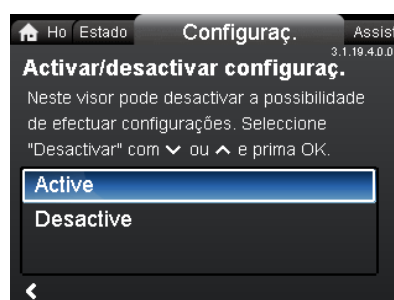 Ho Estado Configuraç. Assis
3.1.19.4.0.0
Activar/desactivar configuraç.
Neste visor pode desactivar a possibilidade
de efectuar configurações. Seleccione
"Desactivar" com ou e prima OK.
Active
Desactive